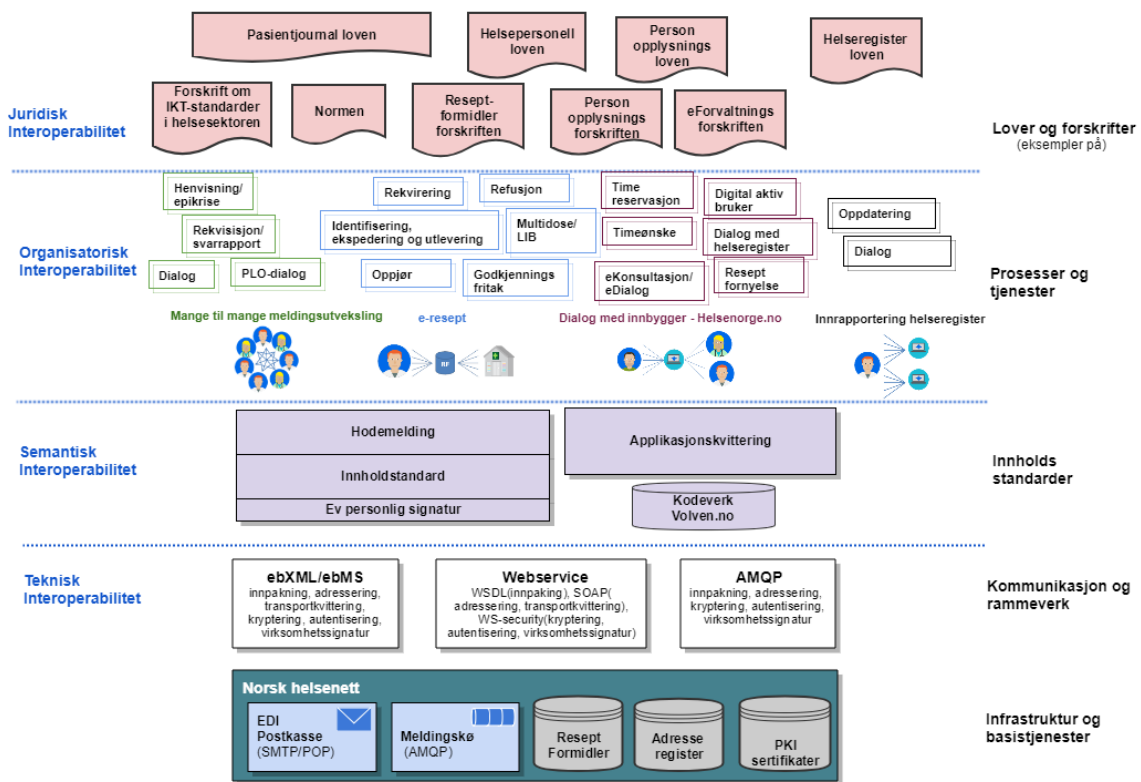 Pasientjournal loven
Helsepersonell
loven
Person
opplysnings
loven
Helseregister
loven
Juridisk
Interoperabilitet
Forskrift om
IKT-standarder
i helsesektoren
Normen
Resept-
formidler
forskriften
Person
opplysnings
forskriften
eForvaltnings
forskriften
Lover og forskrifter
(eksempler på)
Organisatorisk
Interoperabilitet
Henvisning/
epikrise
Rekvisisjon/
svarrapport
Dialog
PLO-dialog
Mange til mange meldingsutveksling
Rekvirering
Refusjon
Identifisering,
ekspedering og utlevering
Multidose/
LIB
Oppjør
Godkjennings
fritak
e-resept
RF
Time
reservasjon
Digital aktiv
bruker
Timeønske
Dialog med
helseregister
eKonsultasjon/
eDialog
Resept
fornyelse
Dialog med innbygger - Helsenorge.no
Oppdatering
Dialog
Innrapportering helseregister
Prosesser og
tjenester
Semantisk
Interoperabilitet
Hodemelding
Innholdstandard
Ev personlig signatur
Applikasjonskvittering
Kodeverk
Volven.no
Innholds
standarder
Teknisk
Interoperabilitet
ebXML/ebMS
innpakning, adressering,
transportkvittering,
kryptering, autentisering,
virksomhetssignatur
Webservice
WSDL(innpaking), SOAP(
adressering, transportkvittering),
WS-security(kryptering,
autentisering, virksomhetssignatur)
AMQP
innpakning, adressering,
kryptering, autentisering,
virksomhetssignatur
Kommunikasjon og
rammeverk
Norsk helsenett
EDI
Postkasse
(SMTP/POP)
Meldingskø
(AMQP)
Resept
Formidler
Adresse
register
PKI
sertifikater
Infrastruktur og
basistjenester